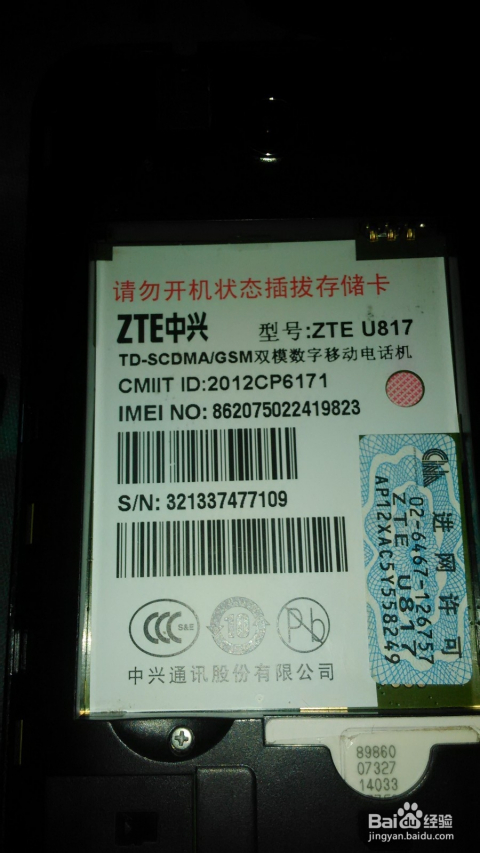 请勿开机状态插拔存储卡
ZTE中兴 型号:ZTE U817
TD-SCDMA/GSM双模数字移动电话机
CMIIT ID:2012CP6171
IMEI NO: 862075022419823
S/N: 321337477109
CCC S&E
10
Pb
中兴通讯股份有限公司
进网许可
02-6467-126757
ZTE U817
AP12XAC5Y558249
89860
07327
14033
Baidu经验
jingyan.baidu.com